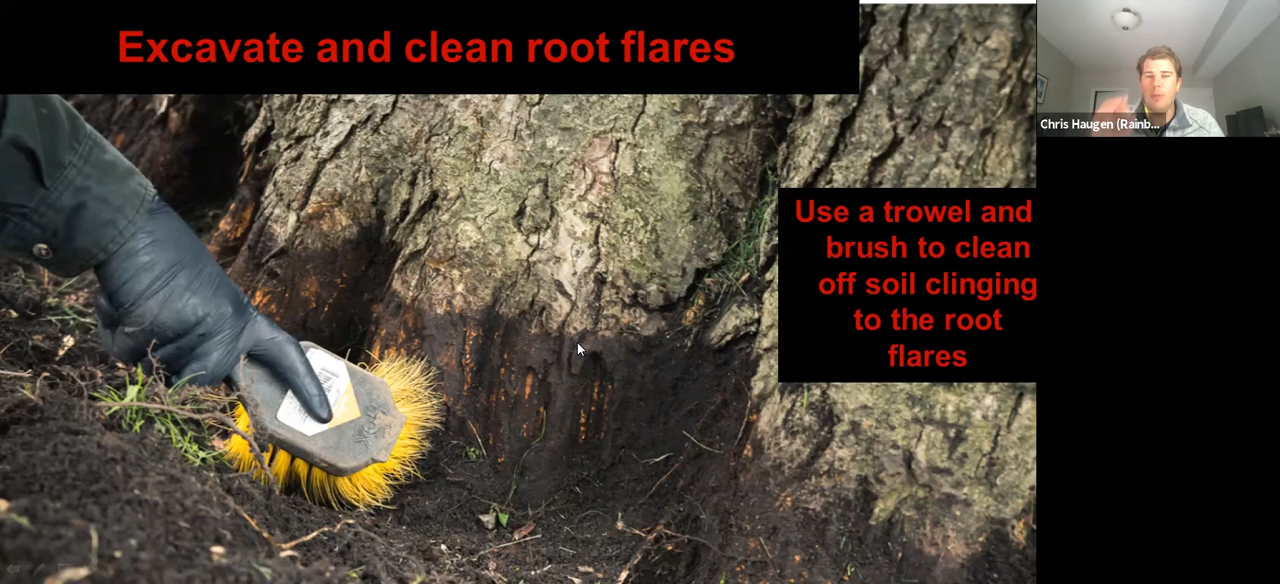 Excavate and clean root flares
Chris Haugen (Rainb...
Use a trowel and
brush to clean
off soil clinging
to the root
flares